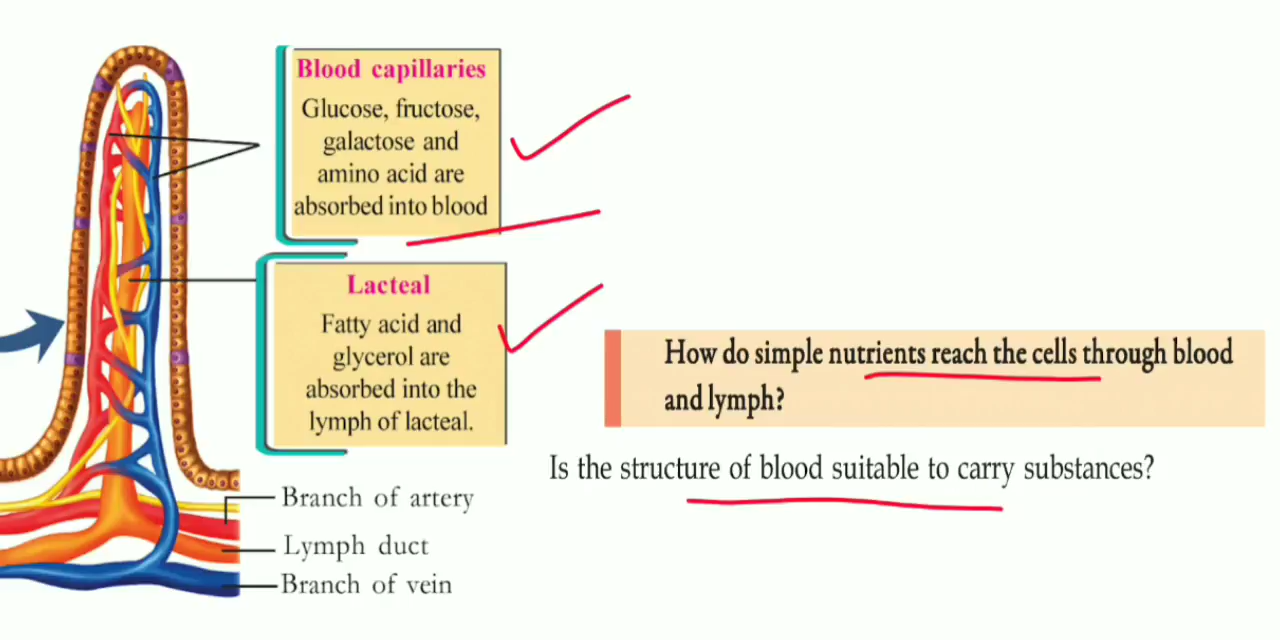 Blood capillaries
Glucose, fructose,
galactose and
amino acid are
absorbed into blood
Lacteal
Fatty acid and
glycerol are
absorbed into the
lymph of lacteal.
Branch of artery
Lymph duct
Branch of vein
How do simple nutrients reach the cells through blood
and lymph?
Is the structure of blood suitable to carry substances?